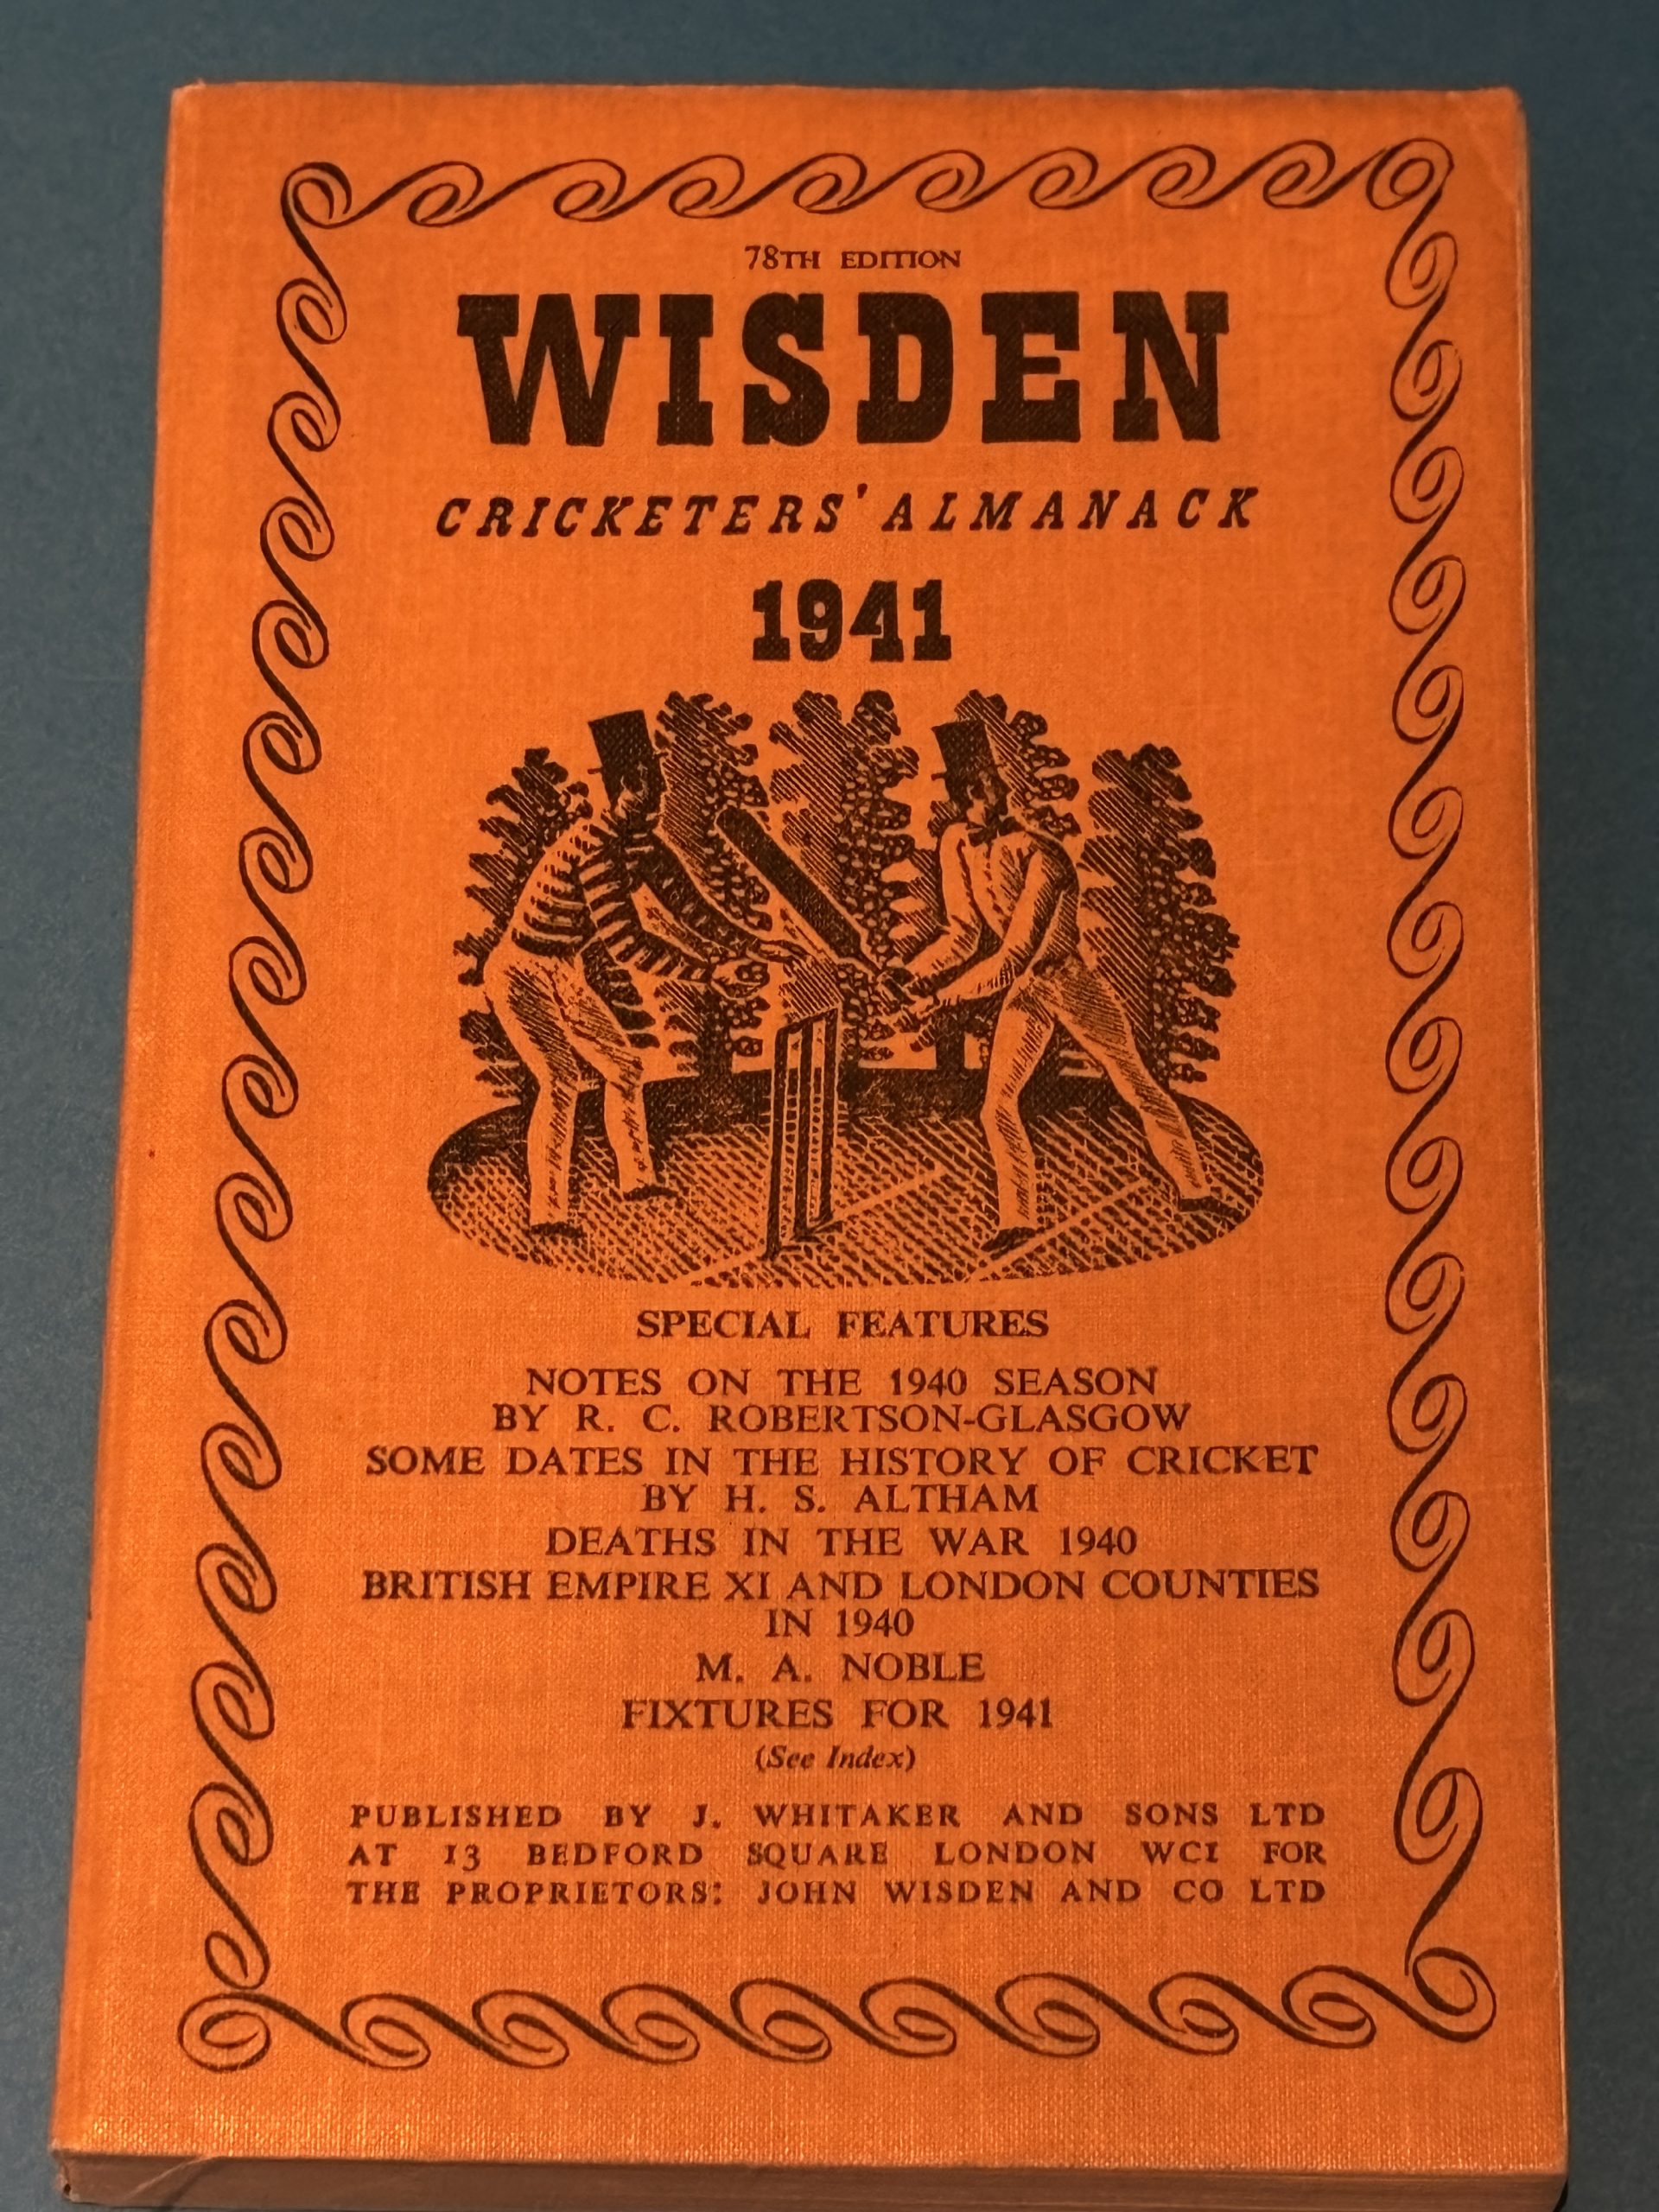 78TH EDITION
WISDEN
CRICKETERS' ALMANACK
1941
SPECIAL FEATURES
NOTES ON THE 1940 SEASON
BY R. C. ROBERTSON-GLASGOW
SOME DATES IN THE HISTORY OF CRICKET
BY H. S. ALTHAM
DEATHS IN THE WAR 1940
BRITISH EMPIRE XI AND LONDON COUNTIES
IN 1940
M. A. NOBLE
FIXTURES FOR 1941
(See Index)
PUBLISHED BY J. WHITAKER AND SONS LTD
AT 13 BEDFORD SQUARE LONDON WC1 FOR
THE PROPRIETORS: JOHN WISDEN AND CO LTD